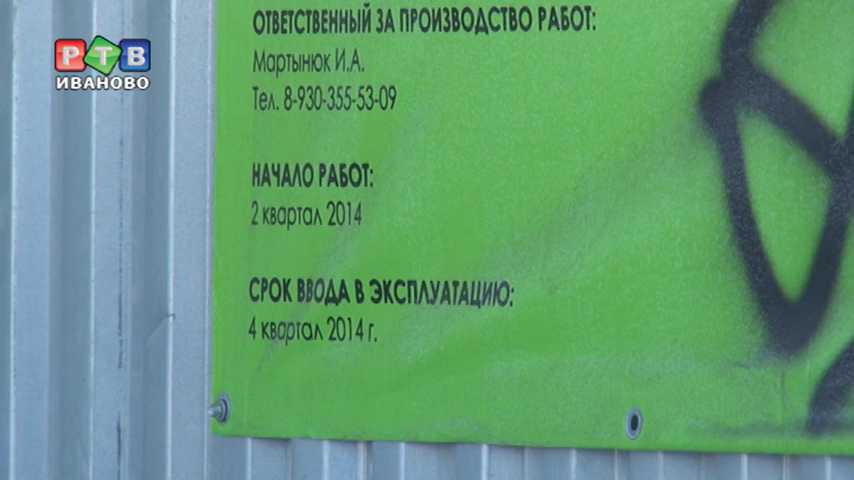 РТВ
ИВАНОВО
ОТВЕТСТВЕННЫЙ ЗА ПРОИЗВОДСТВО РАБОТ:
Мартынюк И.А.
Тел. 8-930-355-53-09
НАЧАЛО РАБОТ:
2 квартал 2014
СРОК ВВОДА В ЭКСПЛУАТАЦИЮ:
4 квартал 2014 г.